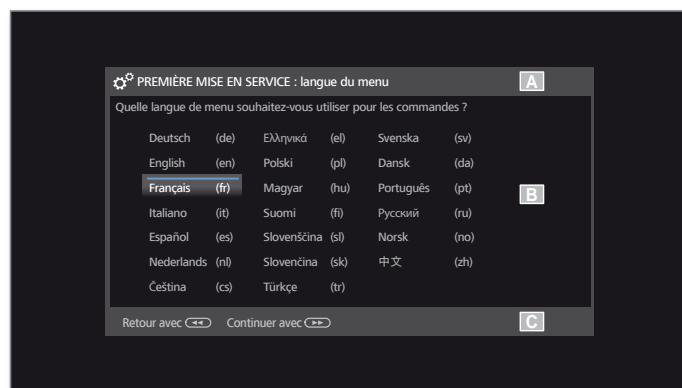 PREMIÈRE MISE EN SERVICE : langue du menu A
Quelle langue de menu souhaitez-vous utiliser pour les commandes ?
Deutsch (de) Ελληνικά (el) Svenska (sv)
English (en) Polski (pl) Dansk (da)
Français (fr) Magyar (hu) Português (pt) B
Italiano (it) Suomi (fi) Русский (ru)
Español (es) Slovenščina (sl) Norsk (no)
Nederlands (nl) Slovenčina (sk) 中文 (zh)
Čeština (cs) Türkçe (tr)
Retour avec Continuer avec C